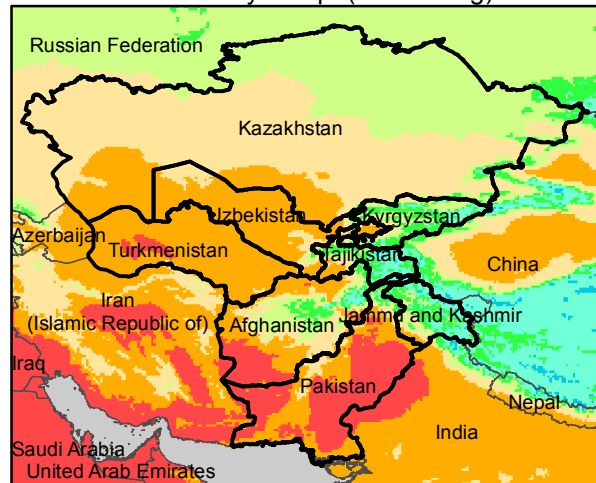 Russian Federation
Kazakhstan
Uzbekistan
Kyrgyzstan
Azerbaijan
Turkmenistan
Tajikistan
China
Iran
(Islamic Republic of)
Afghanistan
Jammu and Kashmir
Iraq
Pakistan
Nepal
India
Saudi Arabia
United Arab Emirates